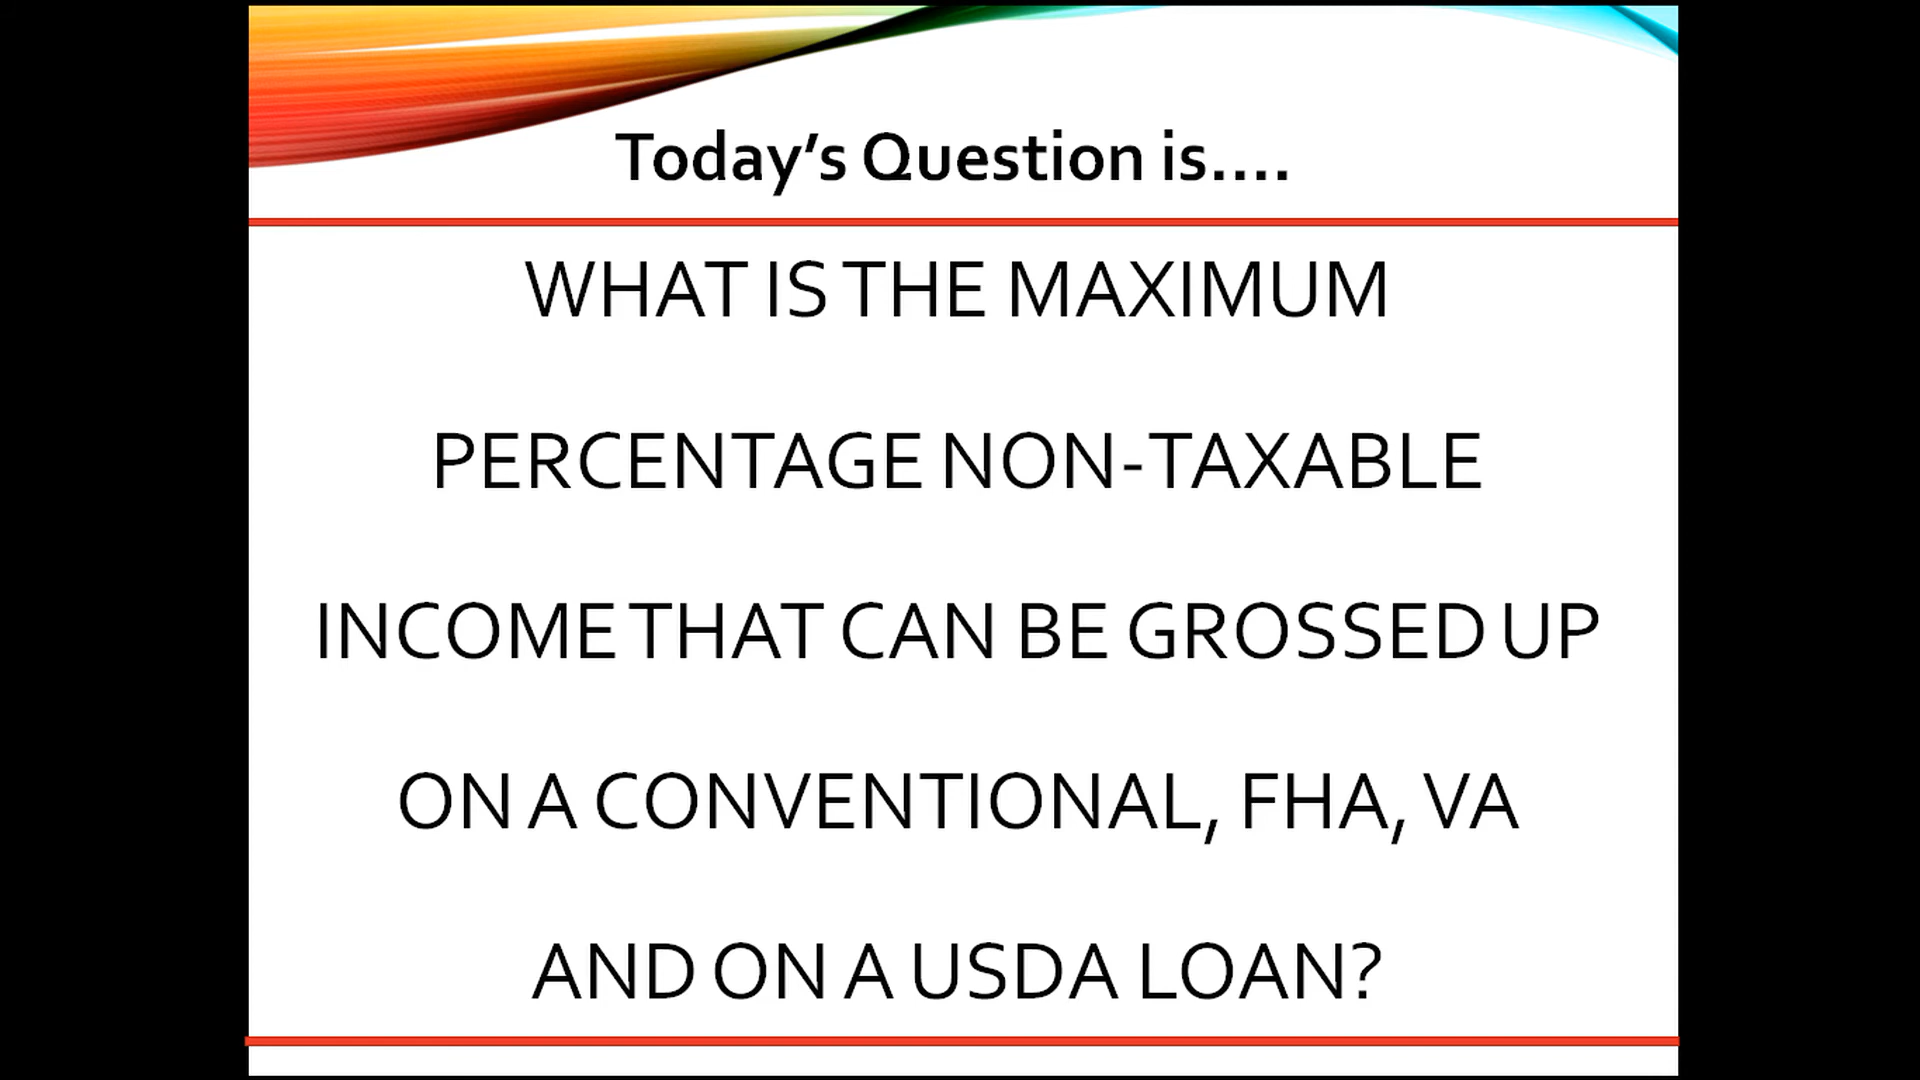 Today's Question is....
WHAT IS THE MAXIMUM
PERCENTAGE NON-TAXABLE
INCOME THAT CAN BE GROSSED UP
ON A CONVENTIONAL, FHA, VA
AND ON A USDA LOAN?